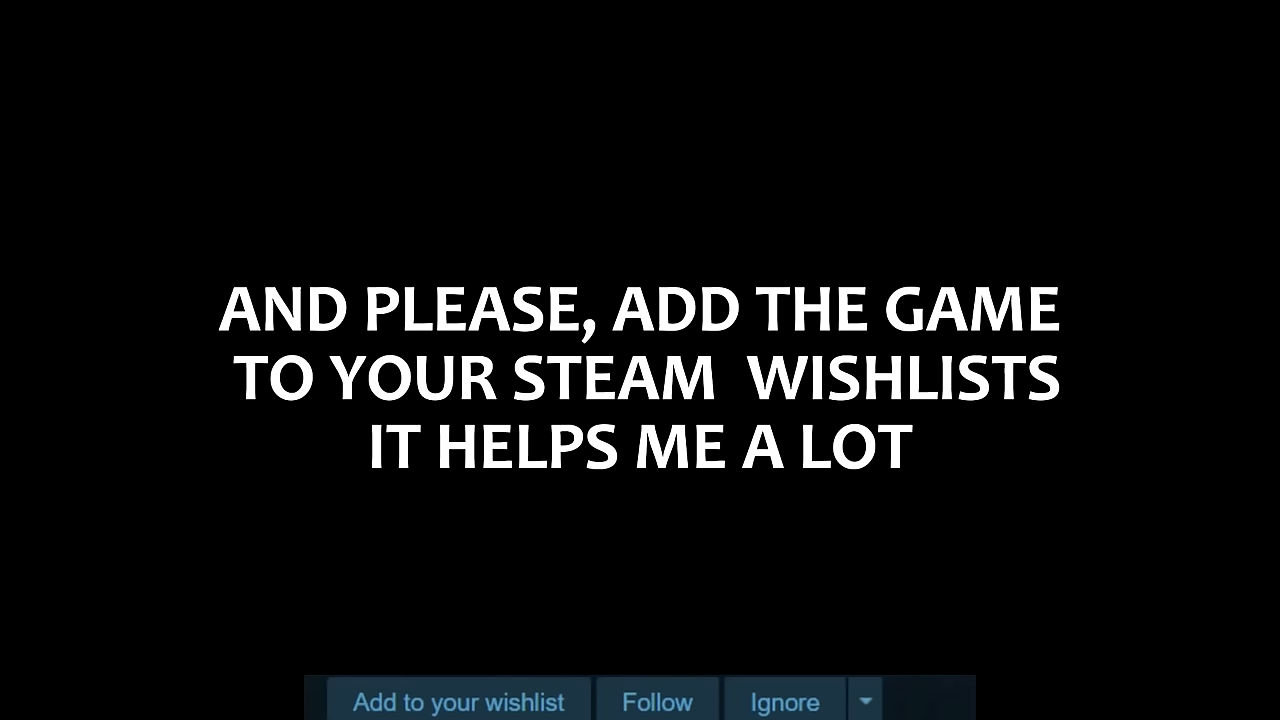 AND PLEASE, ADD THE GAME
TO YOUR STEAM  WISHLISTS
IT HELPS ME A LOT
Add to your wishlist Follow Ignore